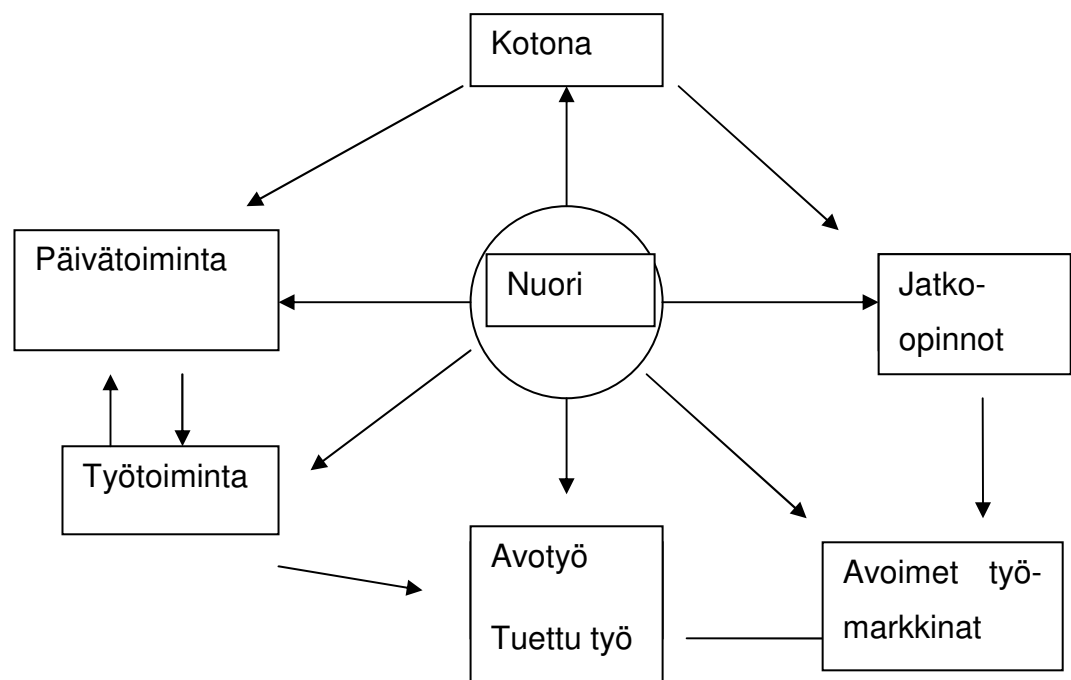 Kotona
Päivätoiminta
Nuori
Jatko-
opinnot
Työtoiminta
Avotyö
Tuettu työ
Avoimet työ-
markkinat